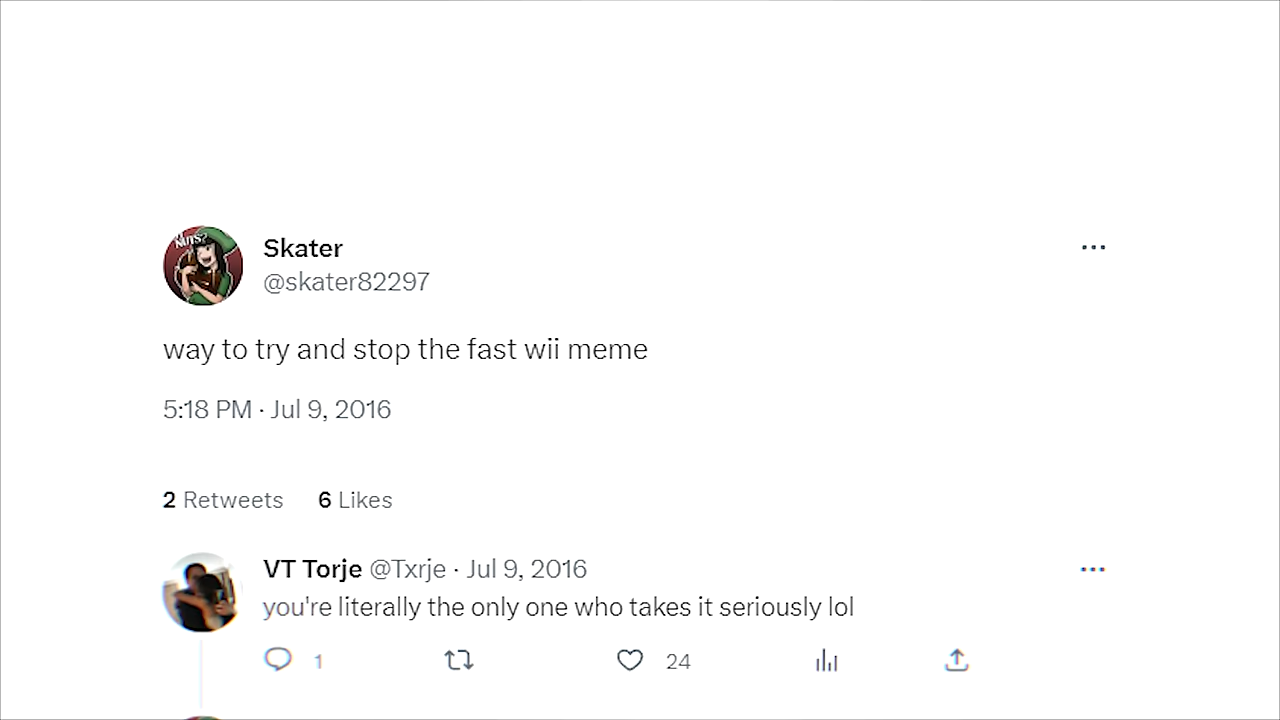 Skater
@skater82297
way to try and stop the fast wii meme
5:18 PM · Jul 9, 2016
2 Retweets 6 Likes
VT Torje @Txrje · Jul 9, 2016
you're literally the only one who takes it seriously lol
1 24